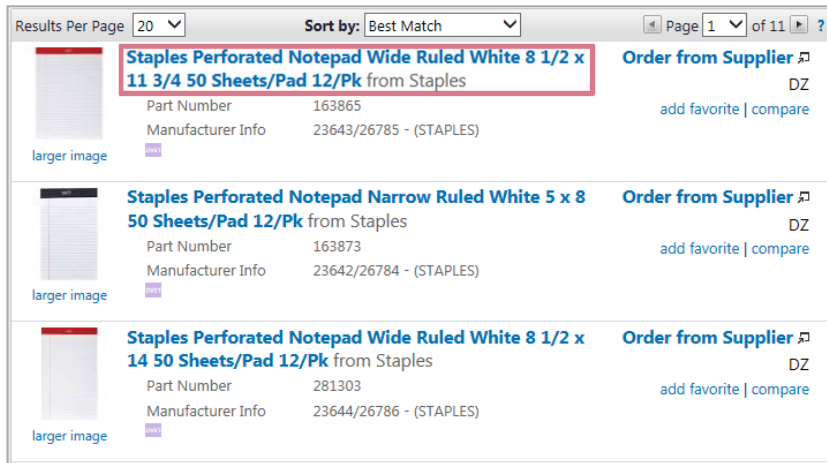 Results Per Page 20 Sort by: Best Match Page 1 of 11 ?
Staples Perforated Notepad Wide Ruled White 8 1/2 x Order from Supplier
11 3/4 50 Sheets/Pad 12/Pk from Staples DZ
Part Number 163865 add favorite | compare
Manufacturer Info 23643/26785 - (STAPLES)
larger image
Staples Perforated Notepad Narrow Ruled White 5 x 8 Order from Supplier
50 Sheets/Pad 12/Pk from Staples DZ
Part Number 163873 add favorite | compare
Manufacturer Info 23642/26784 - (STAPLES)
larger image
Staples Perforated Notepad Wide Ruled White 8 1/2 x Order from Supplier
14 50 Sheets/Pad 12/Pk from Staples DZ
Part Number 281303 add favorite | compare
Manufacturer Info 23644/26786 - (STAPLES)
larger image